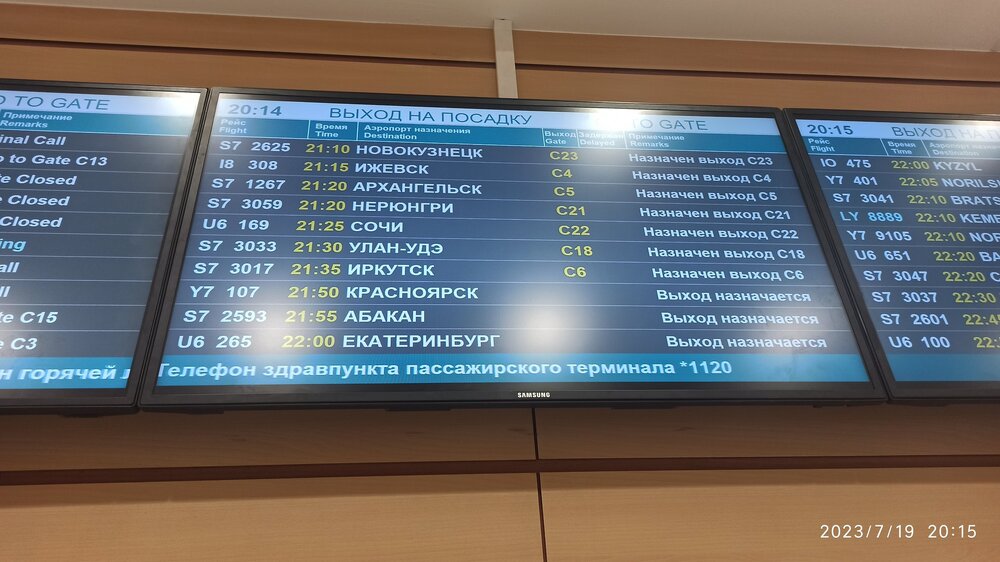 TO GATE
Примечание
Remarks
inal Call
to Gate C13
te Closed
e Closed
Closed
ing
all
ll
te C15
e C3
н горячей л
20:14 ВЫХОД НА ПОСАДКУ TO GATE
Рейс Время Аэропорт назначения Выход Задержан Примечание
Flight Time Destination Gate Delayed Remarks
S7 2625 21:10 НОВОКУЗНЕЦК C23 Назначен выход C23
I8 308 21:15 ИЖЕВСК C4 Назначен выход C4
S7 1267 21:20 АРХАНГЕЛЬСК C5 Назначен выход C5
S7 3059 21:20 НЕРЮНГРИ C21 Назначен выход C21
U6 169 21:25 СОЧИ C22 Назначен выход C22
S7 3033 21:30 УЛАН-УДЭ C18 Назначен выход C18
S7 3017 21:35 ИРКУТСК C6 Назначен выход C6
Y7 107 21:50 КРАСНОЯРСК Выход назначается
S7 2593 21:55 АБАКАН Выход назначается
U6 265 22:00 ЕКАТЕРИНБУРГ Выход назначается
Телефон здравпункта пассажирского терминала *1120
SAMSUNG
20:15 ВЫХОД НА П
Рейс Время Аэропорт назна
Flight Time Destination
IO 475 22:00 KYZYL
Y7 401 22:05 NORILS
S7 3041 22:10 BRATS
LY 8889 22:10 KEME
Y7 9105 22:10 NOR
U6 651 22:20 BA
S7 3047 22:20
S7 3037 22:30
S7 2601 22:45
U6 100 22:
2023/7/19 20:15